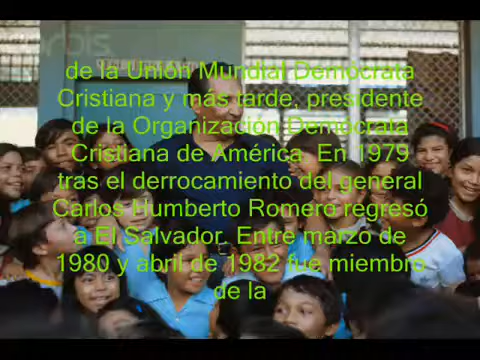 orbis
de la Unión Mundial Demócrata
Cristiana y más tarde, presidente
de la Organización Demócrata
Cristiana de América. En 1979
tras el derrocamiento del general
Carlos Humberto Romero regresó
a El Salvador. Entre marzo de
1980 y abril de 1982 fue miembro
de la